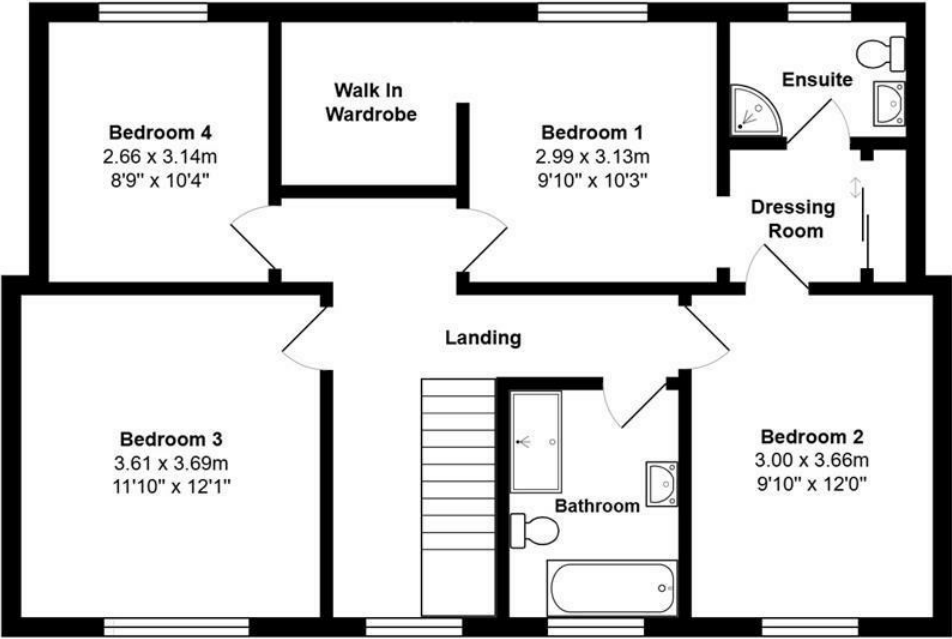 Walk In
Wardrobe
Ensuite
Bedroom 4
2.66 x 3.14m
8'9" x 10'4"
Bedroom 1
2.99 x 3.13m
9'10" x 10'3"
Dressing
Room
Landing
Bedroom 3
3.61 x 3.69m
11'10" x 12'1"
Bedroom 2
3.00 x 3.66m
9'10" x 12'0"
Bathroom